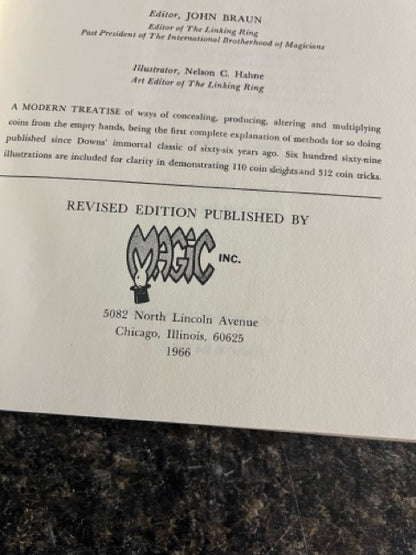 Editor, JOHN BRAUN
Editor of The Linking Ring
Past President of The International Brotherhood of Magicians
Illustrator, Nelson C. Hahne
Art Editor of The Linking Ring
A MODERN TREATISE of ways of concealing, producing, altering and multiplying
coins from the empty hands, being the first complete explanation of methods for so doing
published since Downs' immortal classic of sixty-six years ago. Six hundred sixty-nine
illustrations are included for clarity in demonstrating 110 coin sleights and 312 coin tricks.
REVISED EDITION PUBLISHED BY
MAGIC INC.
5082 North Lincoln Avenue
Chicago, Illinois, 60625
1966